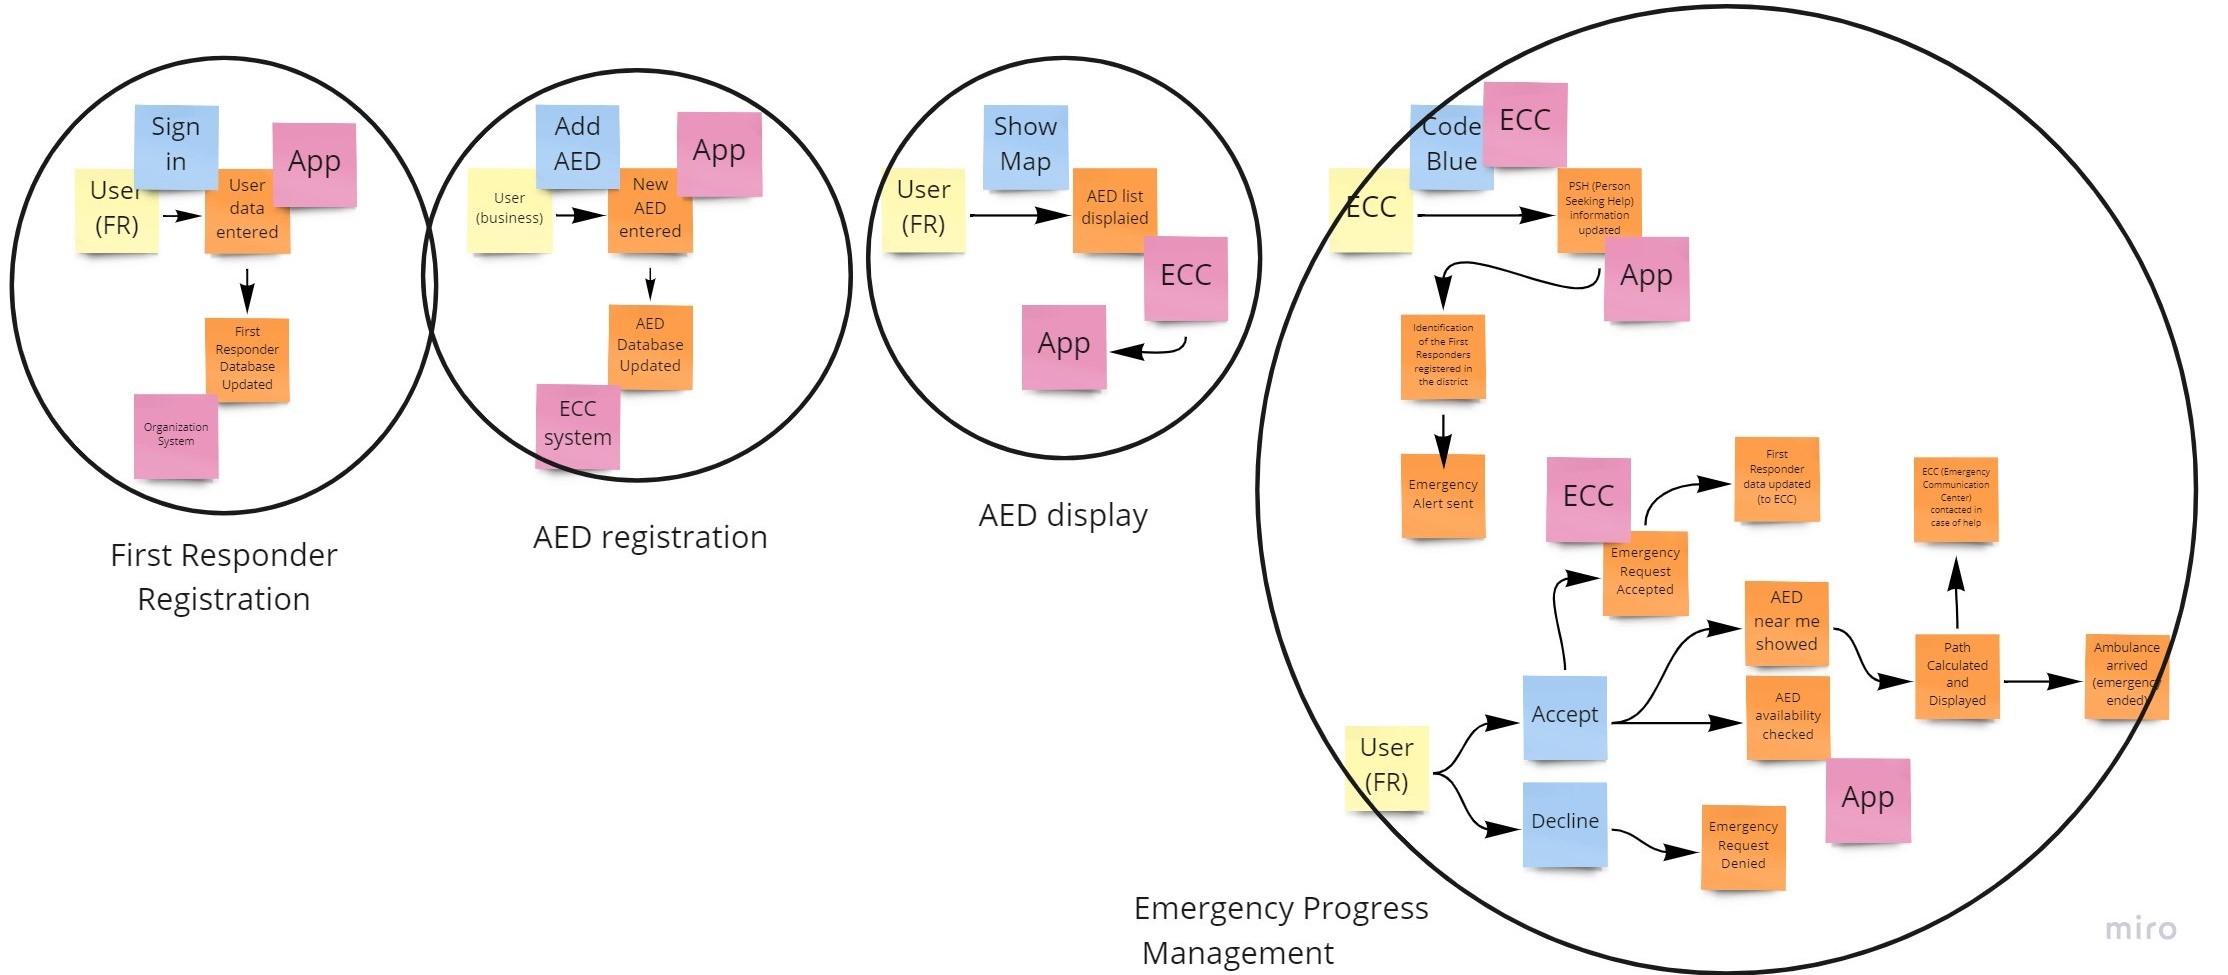 Sign
in
App
User
(FR)
User
data
entered
First
Responder
Database
Updated
Organization
System
First Responder
Registration
Add
AED
App
User
(business)
New
AED
entered
AED
Database
Updated
ECC
system
AED registration
Show
Map
User
(FR)
AED list
displaied
ECC
App
AED display
Code
Blue
ECC
ECC
PSH (Person
Seeking Help)
information
updated
App
Identification
of the First
Responders
registered in
the district
Emergency
Alert sent
ECC
First
Responder
data updated
(to ECC)
Emergency
Request
Accepted
ECC (Emergency
Communication
Center)
contacted in
case of help
AED
near me
showed
Path
Calculated
and
Displayed
Ambulance
arrived
(emergency
ended)
Accept
AED
availability
checked
User
(FR)
App
Decline
Emergency
Request
Denied
Emergency Progress
Management
miro